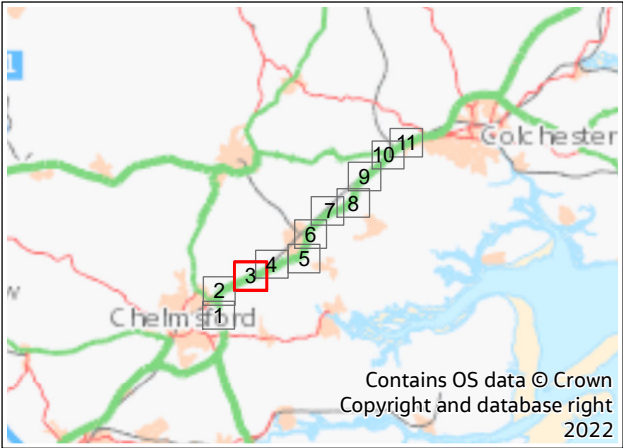 1
Colchester
11
10
9
8
7
6
5
4
3
2
w
1
Chelmsford
Contains OS data © Crown
Copyright and database right
2022